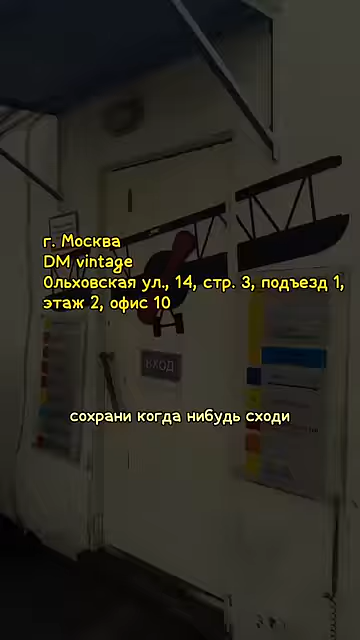 г. Москва
DM vintage
Ольховская ул., 14, стр. 3, подъезд 1,
этаж 2, офис 10
ВХОД
сохрани когда нибудь сходи